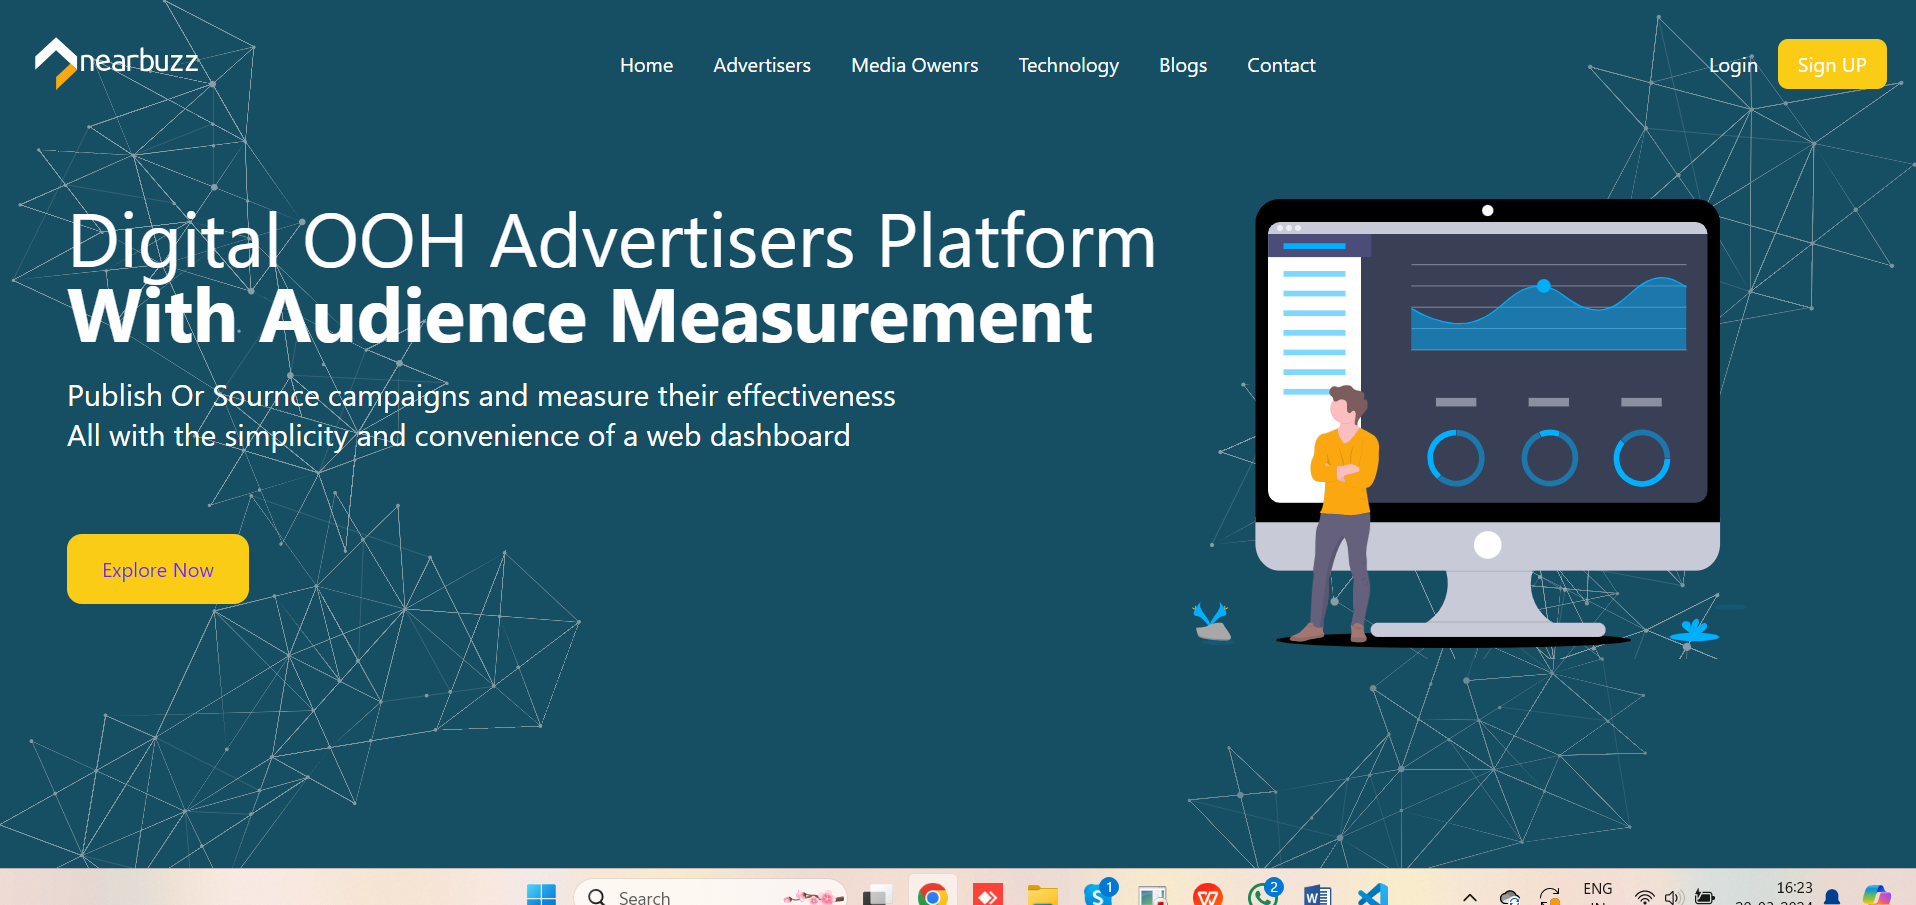 nearbuzz
Home Advertisers Media Owenrs Technology Blogs Contact
Login Sign UP
Digital OOH Advertisers Platform
With Audience Measurement
Publish Or Sournce campaigns and measure their effectiveness
All with the simplicity and convenience of a web dashboard
Explore Now
Search
1
2
ENG
16:23